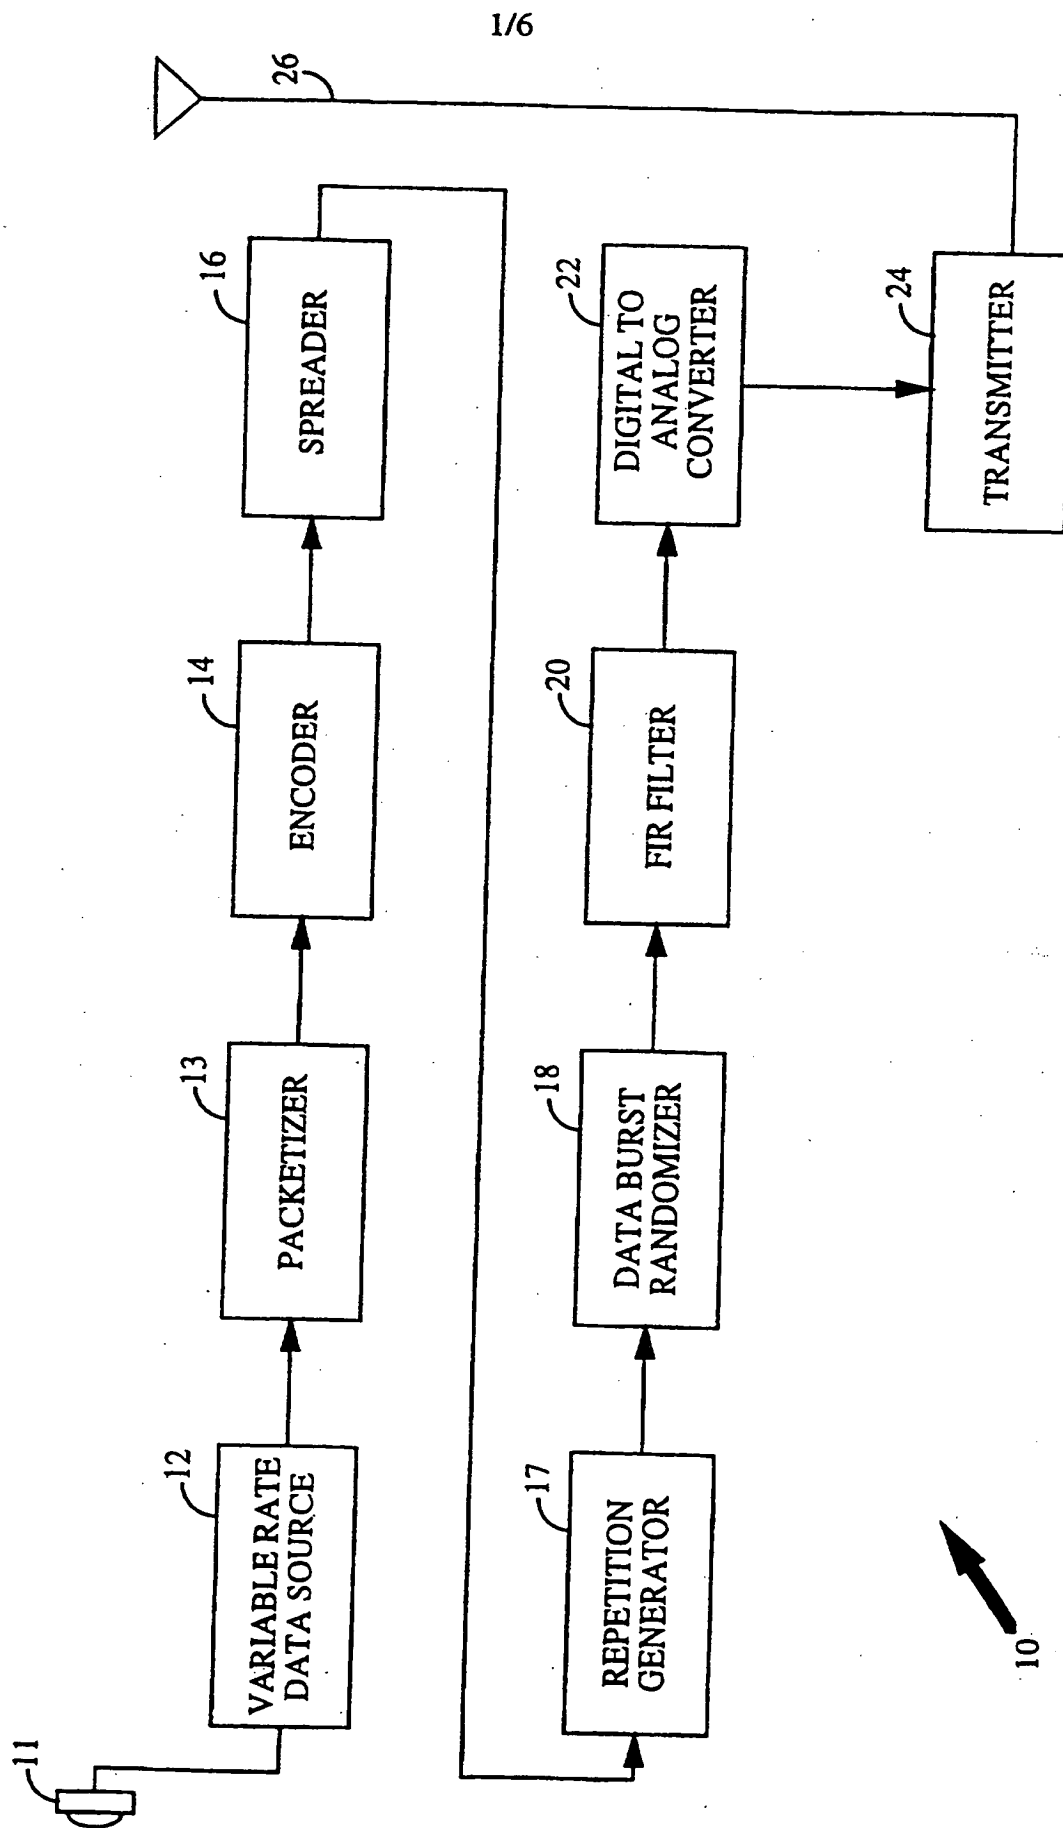 1/6
11
12
VARIABLE RATE
DATA SOURCE
13
PACKETIZER
14
ENCODER
16
SPREADER
26
17
REPETITION
GENERATOR
18
DATA BURST
RANDOMIZER
20
FIR FILTER
22
DIGITAL TO
ANALOG
CONVERTER
24
TRANSMITTER
10